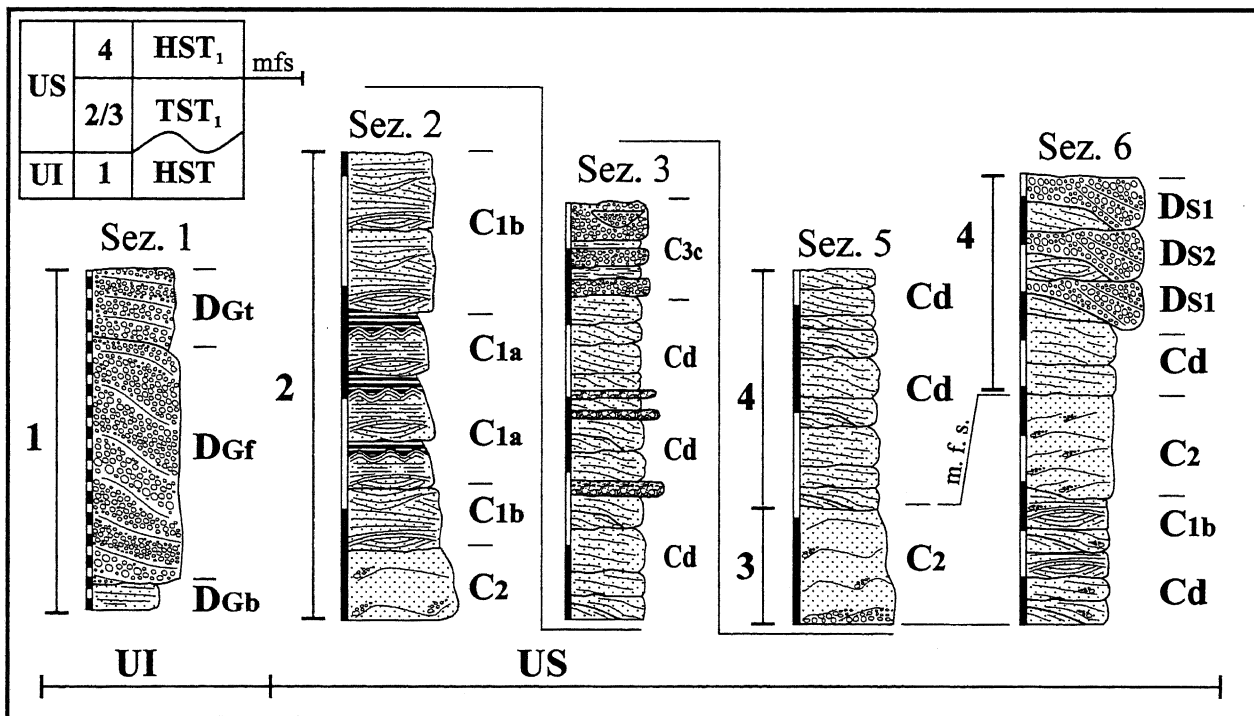 US
4
HST₁
mfs
2/3
TST₁
UI
1
HST
Sez. 1
1
DGt
DGf
DGb
Sez. 2
2
C1b
C1a
C1a
C1b
C2
Sez. 3
C3c
Cd
Cd
Cd
Sez. 5
4
3
Cd
Cd
C2
m. f. s.
Sez. 6
4
DS1
DS2
DS1
Cd
C2
C1b
Cd
UI
US